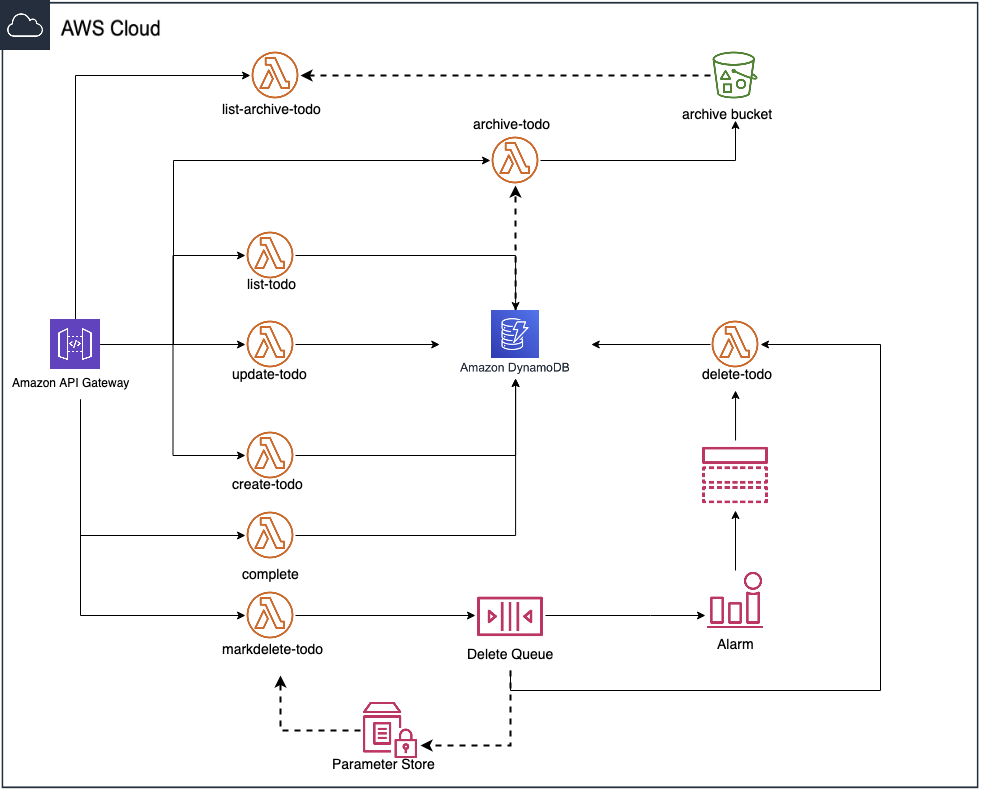 AWS Cloud
list-archive-todo
archive bucket
archive-todo
list-todo
Amazon API Gateway
update-todo
Amazon DynamoDB
delete-todo
create-todo
complete
markdelete-todo
Delete Queue
Alarm
Parameter Store